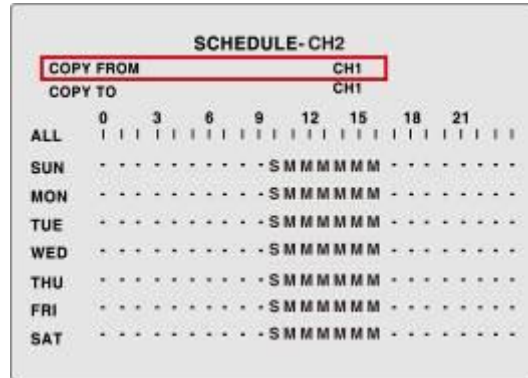 SCHEDULE-CH2
COPY FROM CH1
COPY TO CH1
0 3 6 9 12 15 18 21
ALL I I I I I I I I I I I I I I I I I I I I I I I I
SUN - - - - - - - - - - S M M M M M M - - - - - - -
MON - - - - - - - - - - S M M M M M M - - - - - - -
TUE - - - - - - - - - - S M M M M M M - - - - - - -
WED - - - - - - - - - - S M M M M M M - - - - - - -
THU - - - - - - - - - - S M M M M M M - - - - - - -
FRI - - - - - - - - - - S M M M M M M - - - - - - -
SAT - - - - - - - - - - S M M M M M M - - - - - - -